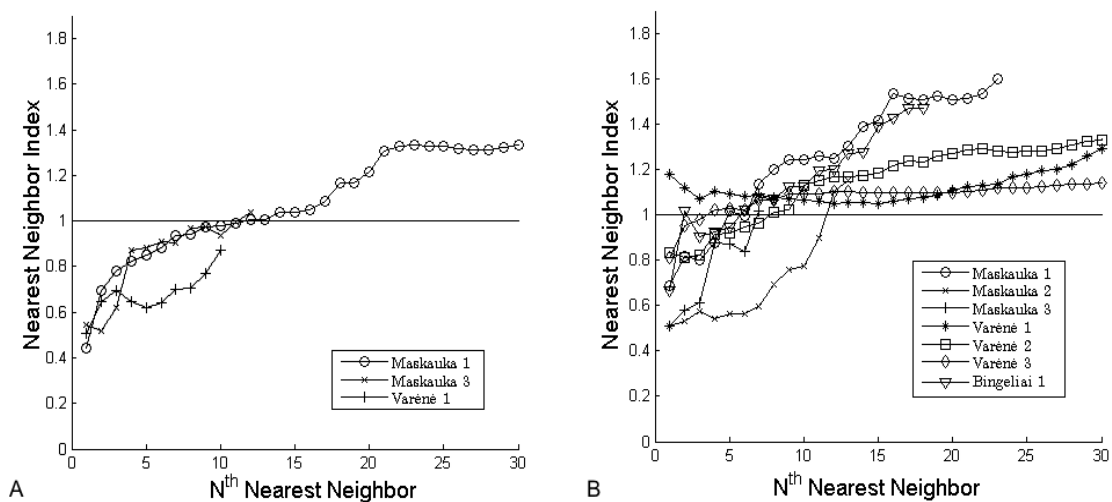 1.8
1.6
1.4
1.2
1
0.8
0.6
0.4
0.2
0
Nearest Neighbor Index
0 5 10 15 20 25 30
Nth Nearest Neighbor
Maskauka 1
Maskauka 3
Varėnė 1
A
1.8
1.6
1.4
1.2
1
0.8
0.6
0.4
0.2
0
Nearest Neighbor Index
0 5 10 15 20 25 30
Nth Nearest Neighbor
Maskauka 1
Maskauka 2
Maskauka 3
Varėnė 1
Varėnė 2
Varėnė 3
Bingeliai 1
B